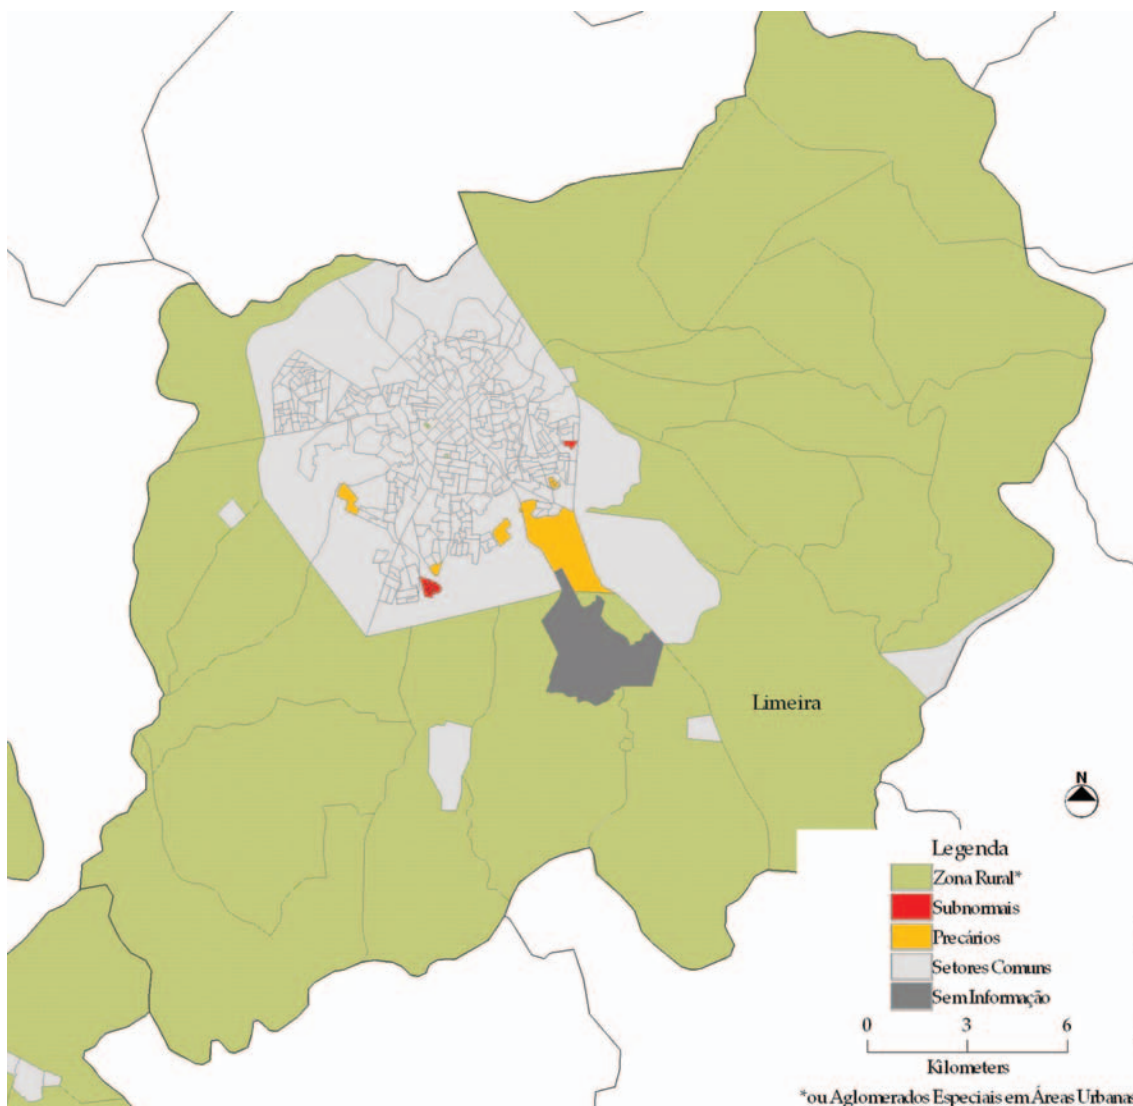 Limeira
N
Legenda
Zona Rural*
Subnormais
Precários
Setores Comuns
Sem Informação
0 3 6
Kilometers
*ou Aglomerados Especiais em Áreas Urbanas